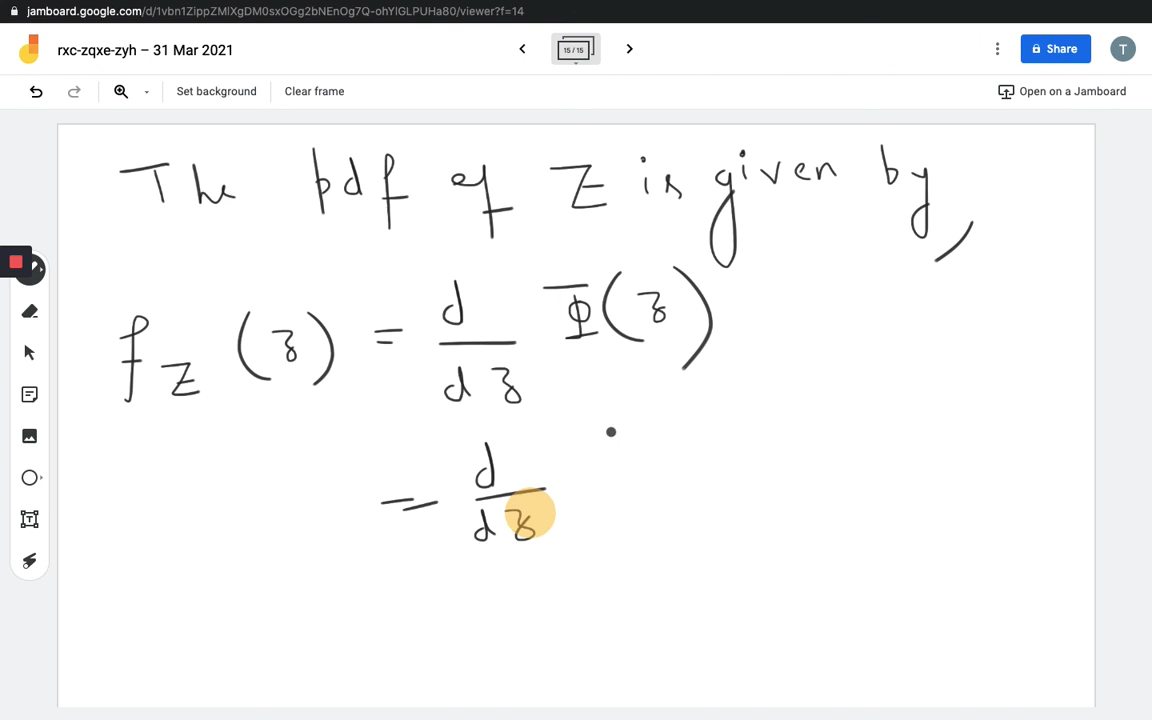 jamboard.google.com/d/1vbn1ZippZMlXgDM0sxOGg2bNEnOg7Q-ohYlGLPUHa80/viewer?f=14
rxc-zqxe-zyh – 31 Mar 2021
15 / 15
Share
T
Set background
Clear frame
Open on a Jamboard
The pdf of Z is given by,
f_Z (z) = d/dz Φ(z)
= d/dz